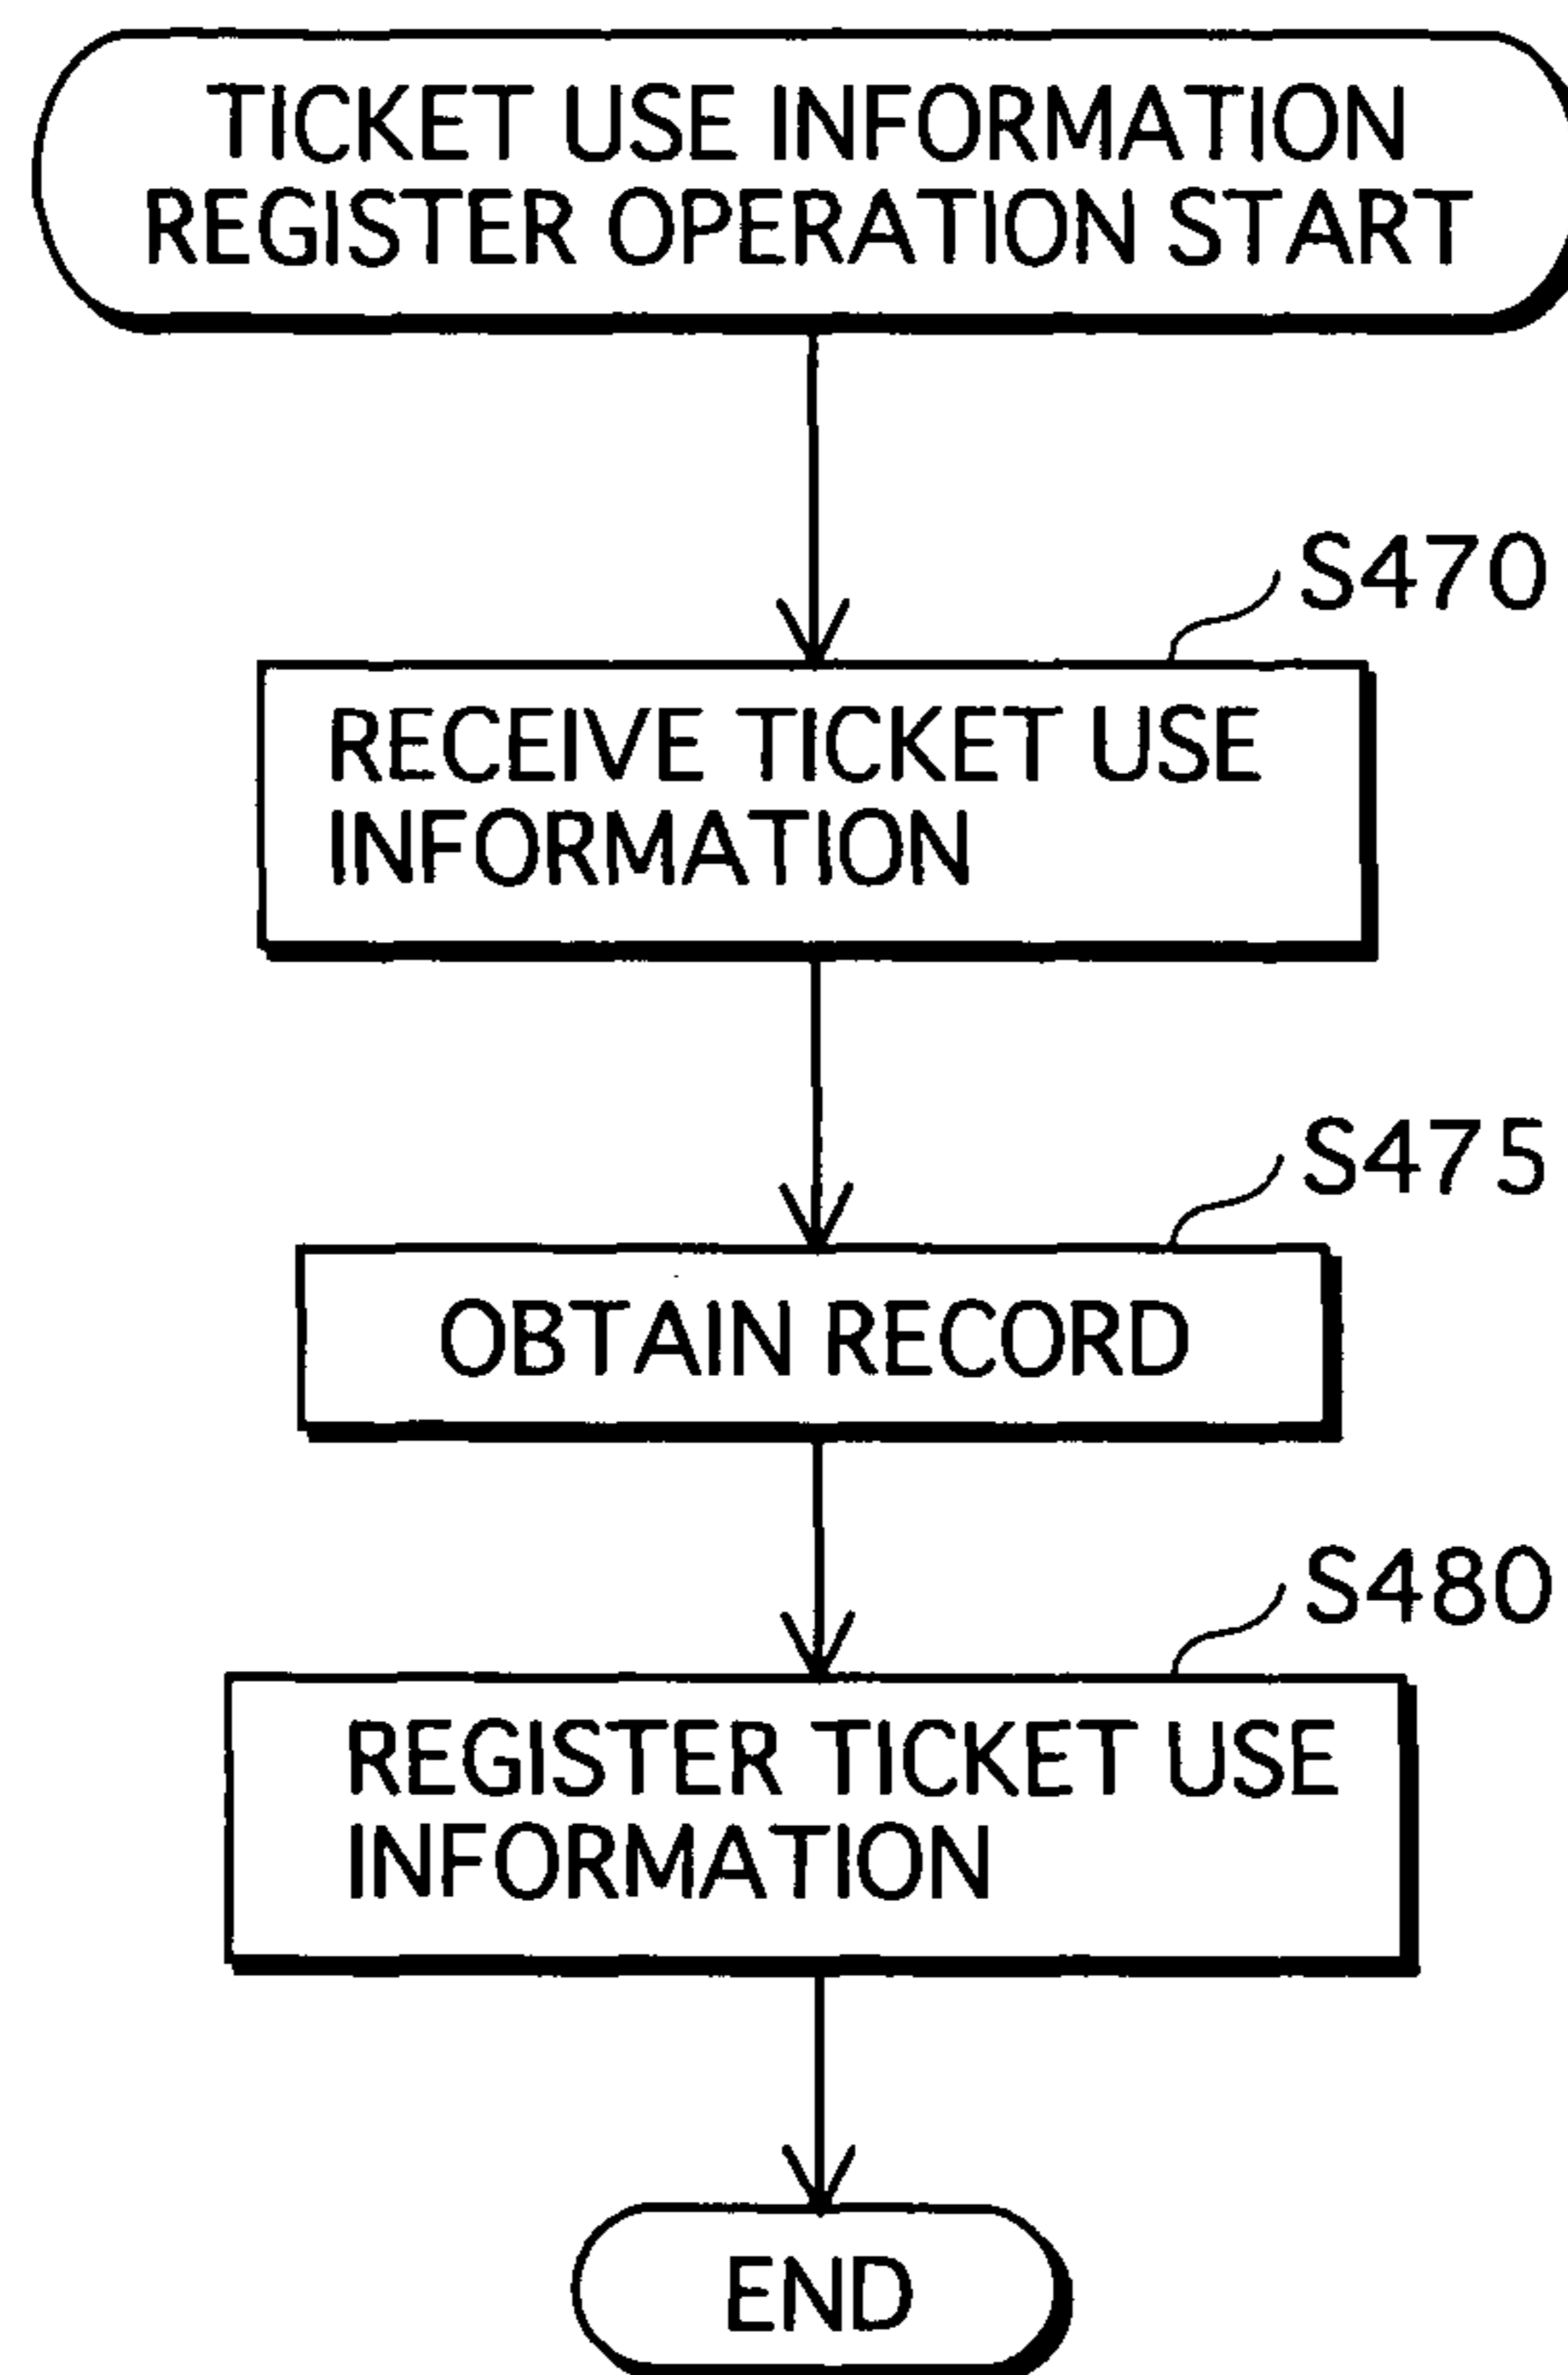 TICKET USE INFORMATION
REGISTER OPERATION START
S470
RECEIVE TICKET USE
INFORMATION
S475
OBTAIN RECORD
S480
REGISTER TICKET USE
INFORMATION
END